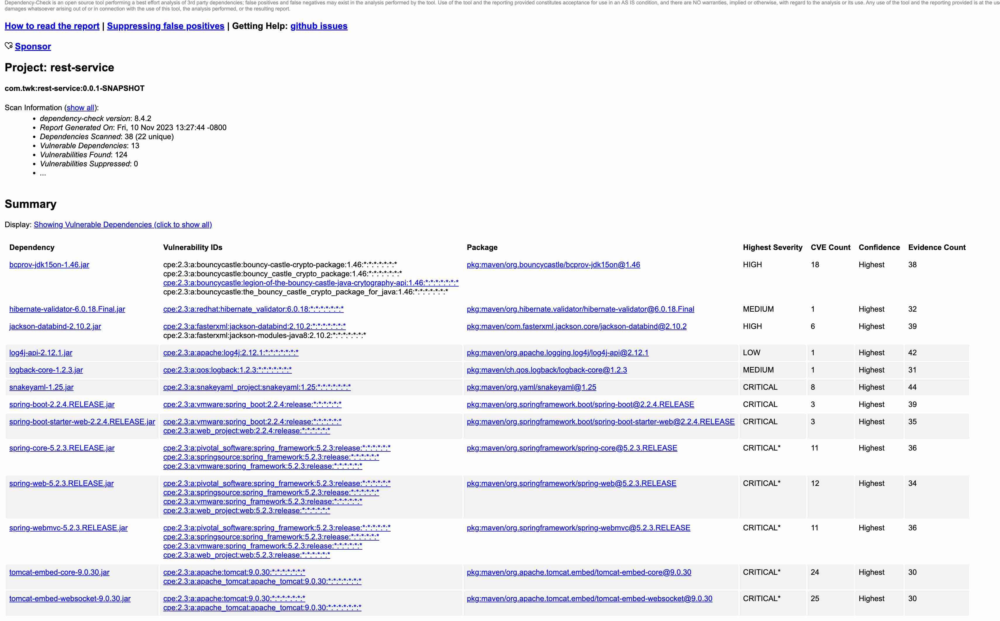 Dependency-Check is an open source tool performing a best effort analysis of 3rd party dependencies; false positives and false negatives may exist in the analysis performed by the tool. Use of the tool and the reporting provided constitutes acceptance for use in an AS IS condition, and there are NO warranties, implied or otherwise, with regard to the analysis or its use. Any use of the tool and the reporting provided is at the
damages whatsoever arising out of or in connection with the use of this tool, the analysis performed, or the resulting report.
How to read the report | Suppressing false positives | Getting Help: github issues
Sponsor
Project: rest-service
com.twk:rest-service:0.0.1-SNAPSHOT
Scan Information (show all):
• dependency-check version: 8.4.2
• Report Generated On: Fri, 10 Nov 2023 13:27:44 -0800
• Dependencies Scanned: 38 (22 unique)
• Vulnerable Dependencies: 13
• Vulnerabilities Found: 124
• Vulnerabilities Suppressed: 0
• ...
Summary
Display: Showing Vulnerable Dependencies (click to show all)
Dependency Vulnerability IDs Package Highest Severity CVE Count Confidence Evidence Count
bcprov-jdk15on-1.46.jar cpe:2.3:a:bouncycastle:bouncy-castle-crypto-package:1.46:*:*:*:*:*:*:* pkg:maven/org.bouncycastle/bcprov-jdk15on@1.46 HIGH 18 Highest 38
cpe:2.3:a:bouncycastle:bouncy_castle_crypto_package:1.46:*:*:*:*:*:*:*
cpe:2.3:a:bouncycastle:legion-of-the-bouncy-castle-java-crytography-api:1.46:*:*:*:*:*:*:*
cpe:2.3:a:bouncycastle:the_bouncy_castle_crypto_package_for_java:1.46:*:*:*:*:*:*:*
hibernate-validator-6.0.18.Final.jar cpe:2.3:a:redhat:hibernate_validator:6.0.18:*:*:*:*:*:*:* pkg:maven/org.hibernate.validator/hibernate-validator@6.0.18.Final MEDIUM 1 Highest 32
jackson-databind-2.10.2.jar cpe:2.3:a:fasterxml:jackson-databind:2.10.2:*:*:*:*:*:*:* pkg:maven/com.fasterxml.jackson.core/jackson-databind@2.10.2 HIGH 6 Highest 39
cpe:2.3:a:fasterxml:jackson-modules-java8:2.10.2:*:*:*:*:*:*:*
log4j-api-2.12.1.jar cpe:2.3:a:apache:log4j:2.12.1:*:*:*:*:*:*:* pkg:maven/org.apache.logging.log4j/log4j-api@2.12.1 LOW 1 Highest 42
logback-core-1.2.3.jar cpe:2.3:a:qos:logback:1.2.3:*:*:*:*:*:*:* pkg:maven/ch.qos.logback/logback-core@1.2.3 MEDIUM 1 Highest 31
snakeyaml-1.25.jar cpe:2.3:a:snakeyaml_project:snakeyaml:1.25:*:*:*:*:*:*:* pkg:maven/org.yaml/snakeyaml@1.25 CRITICAL 8 Highest 44
spring-boot-2.2.4.RELEASE.jar cpe:2.3:a:vmware:spring_boot:2.2.4:release:*:*:*:*:*:* pkg:maven/org.springframework.boot/spring-boot@2.2.4.RELEASE CRITICAL 3 Highest 39
spring-boot-starter-web-2.2.4.RELEASE.jar cpe:2.3:a:vmware:spring_boot:2.2.4:release:*:*:*:*:*:* pkg:maven/org.springframework.boot/spring-boot-starter-web@2.2.4.RELEASE CRITICAL 3 Highest 35
cpe:2.3:a:web_project:web:2.2.4:release:*:*:*:*:*:*
spring-core-5.2.3.RELEASE.jar cpe:2.3:a:pivotal_software:spring_framework:5.2.3:release:*:*:*:*:*:* pkg:maven/org.springframework/spring-core@5.2.3.RELEASE CRITICAL* 11 Highest 36
cpe:2.3:a:springsource:spring_framework:5.2.3:release:*:*:*:*:*:*
cpe:2.3:a:vmware:spring_framework:5.2.3:release:*:*:*:*:*:*
spring-web-5.2.3.RELEASE.jar cpe:2.3:a:pivotal_software:spring_framework:5.2.3:release:*:*:*:*:*:* pkg:maven/org.springframework/spring-web@5.2.3.RELEASE CRITICAL* 12 Highest 34
cpe:2.3:a:springsource:spring_framework:5.2.3:release:*:*:*:*:*:*
cpe:2.3:a:vmware:spring_framework:5.2.3:release:*:*:*:*:*:*
cpe:2.3:a:web_project:web:5.2.3:release:*:*:*:*:*:*
spring-webmvc-5.2.3.RELEASE.jar cpe:2.3:a:pivotal_software:spring_framework:5.2.3:release:*:*:*:*:*:* pkg:maven/org.springframework/spring-webmvc@5.2.3.RELEASE CRITICAL* 11 Highest 36
cpe:2.3:a:springsource:spring_framework:5.2.3:release:*:*:*:*:*:*
cpe:2.3:a:vmware:spring_framework:5.2.3:release:*:*:*:*:*:*
cpe:2.3:a:web_project:web:5.2.3:release:*:*:*:*:*:*
tomcat-embed-core-9.0.30.jar cpe:2.3:a:apache:tomcat:9.0.30:*:*:*:*:*:*:* pkg:maven/org.apache.tomcat.embed/tomcat-embed-core@9.0.30 CRITICAL* 24 Highest 30
cpe:2.3:a:apache_tomcat:apache_tomcat:9.0.30:*:*:*:*:*:*:*
tomcat-embed-websocket-9.0.30.jar cpe:2.3:a:apache:tomcat:9.0.30:*:*:*:*:*:*:* pkg:maven/org.apache.tomcat.embed/tomcat-embed-websocket@9.0.30 CRITICAL* 25 Highest 30
cpe:2.3:a:apache_tomcat:apache_tomcat:9.0.30:*:*:*:*:*:*:*